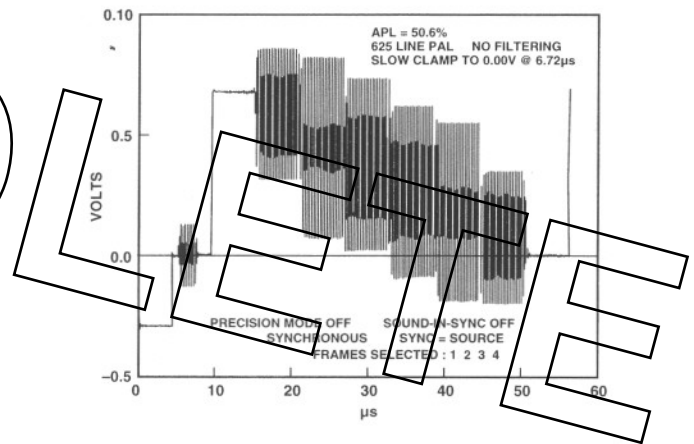 0.10
APL = 50.6%
625 LINE PAL NO FILTERING
SLOW CLAMP TO 0.00V @ 6.72µs
0.5
VOLTS
0.0
PRECISION MODE OFF SOUND-IN-SYNC OFF
SYNCHRONOUS SYNC = SOURCE
FRAMES SELECTED : 1 2 3 4
–0.5
0 10 20 30 40 50 60
µs
OLETE